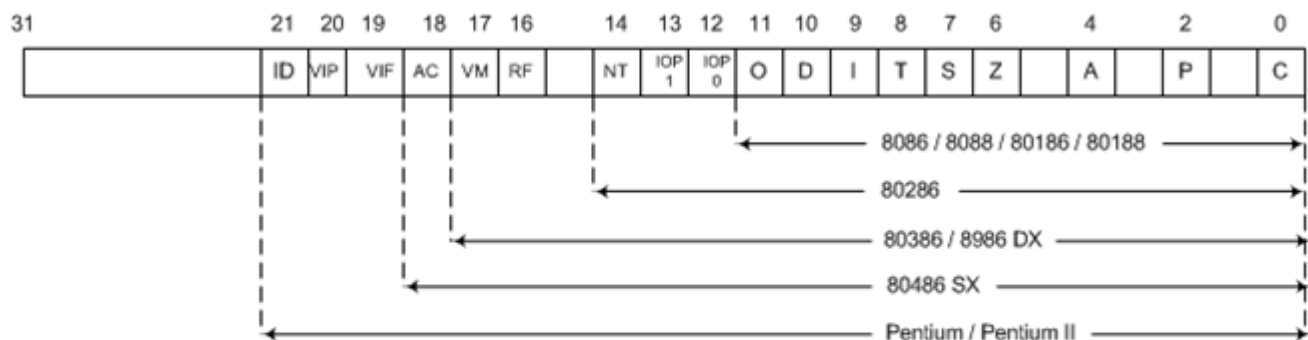 31 21 20 19 18 17 16 14 13 12 11 10 9 8 7 6 4 2 0
ID VIP VIF AC VM RF NT IOP 1 IOP 0 O D I T S Z A P C
8086 / 8088 / 80186 / 80188
80286
80386 / 8986 DX
80486 SX
Pentium / Pentium II